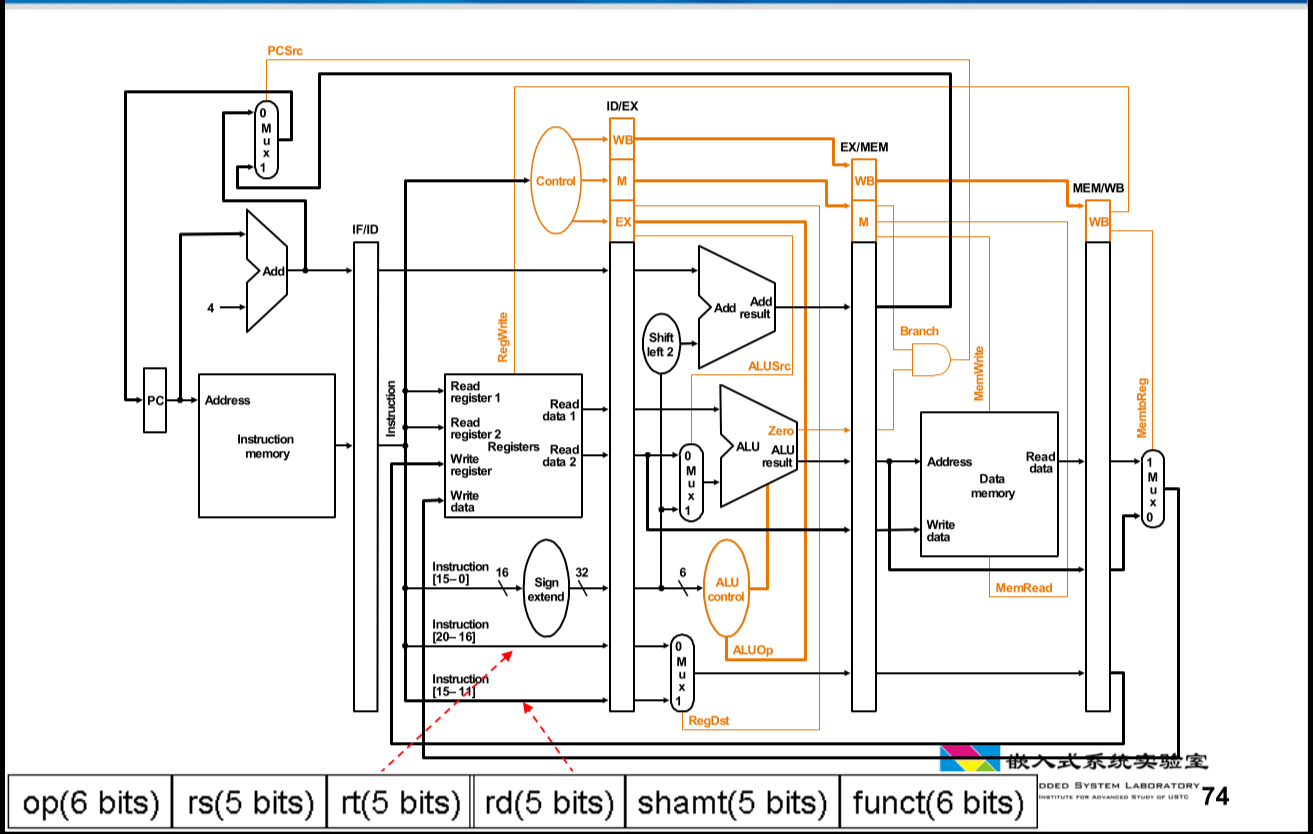 PCSrc
0
M
u
x
1
ID/EX
WB
EX/MEM
Control
M
WB
MEM/WB
EX
M
WB
IF/ID
Add
4
Add
Add
result
RegWrite
Shift
left 2
Branch
ALUSrc
MemWrite
PC
Address
Instruction
memory
Instruction
Read
register 1
Read
register 2
Registers
Write
register
Write
data
Read
data 1
Read
data 2
0
M
u
x
1
Zero
ALU
ALU
result
Address
Data
memory
Read
data
Write
data
MemtoReg
1
M
u
x
0
Instruction
[15–0]
16
Sign
extend
32
6
ALU
control
MemRead
Instruction
[20–16]
0
M
u
x
1
ALUOp
Instruction
[15–11]
RegDst
嵌入式系统实验室
DDED SYSTEM LABORATORY
INSTITUTE FOR ADVANCED STUDY OF USTC
74
op(6 bits) rs(5 bits) rt(5 bits) rd(5 bits) shamt(5 bits) funct(6 bits)